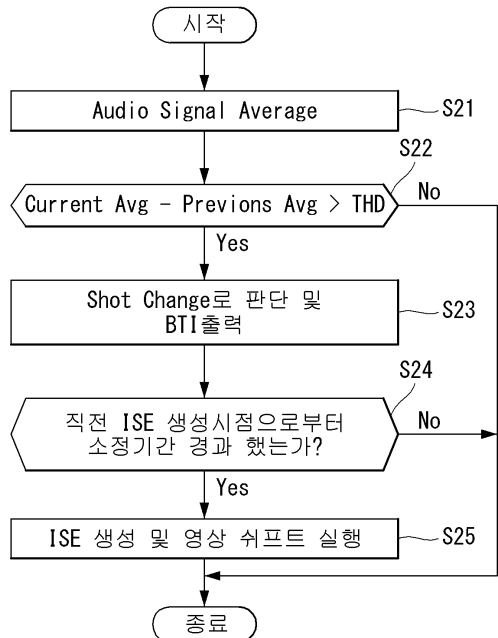 시작
Audio Signal Average
S21
S22
Current Avg - Previons Avg > THD
No
Yes
Shot Change로 판단 및
BTI출력
S23
S24
직전 ISE 생성시점으로부터
소정기간 경과 했는가?
No
Yes
ISE 생성 및 영상 쉬프트 실행
S25
종료